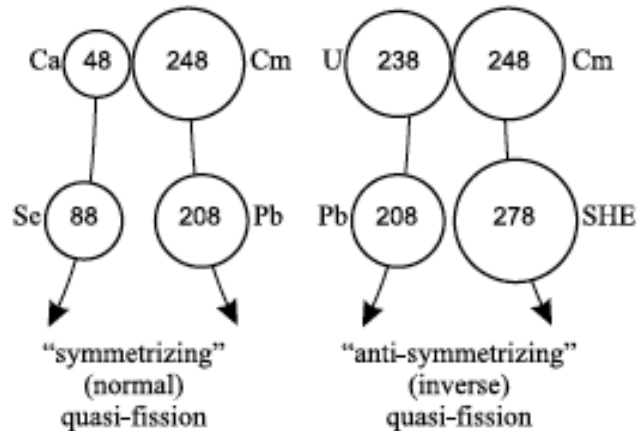 Ca 48 248 Cm U 238 248 Cm
Se 88 208 Pb Pb 208 278 SHE
“symmetrizing” “anti-symmetrizing”
(normal) (inverse)
quasi-fission quasi-fission